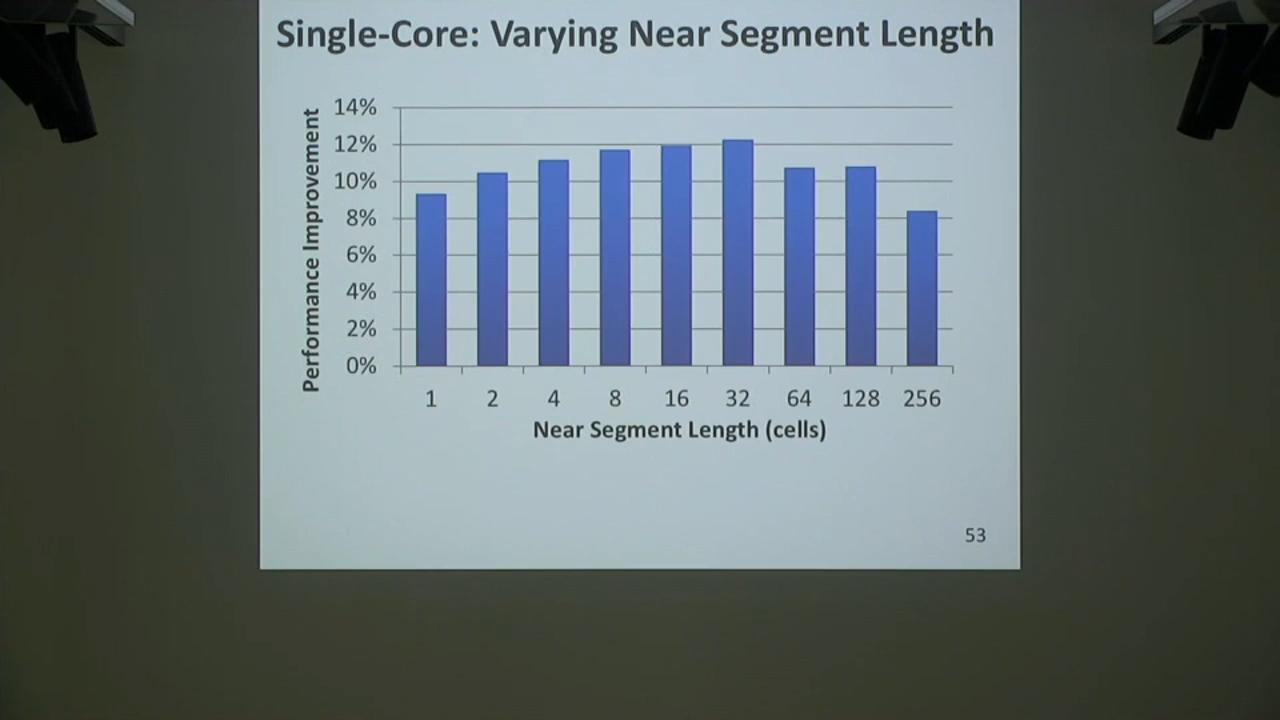 Single-Core: Varying Near Segment Length
Performance Improvement
14%
12%
10%
8%
6%
4%
2%
0%
1 2 4 8 16 32 64 128 256
Near Segment Length (cells)
53